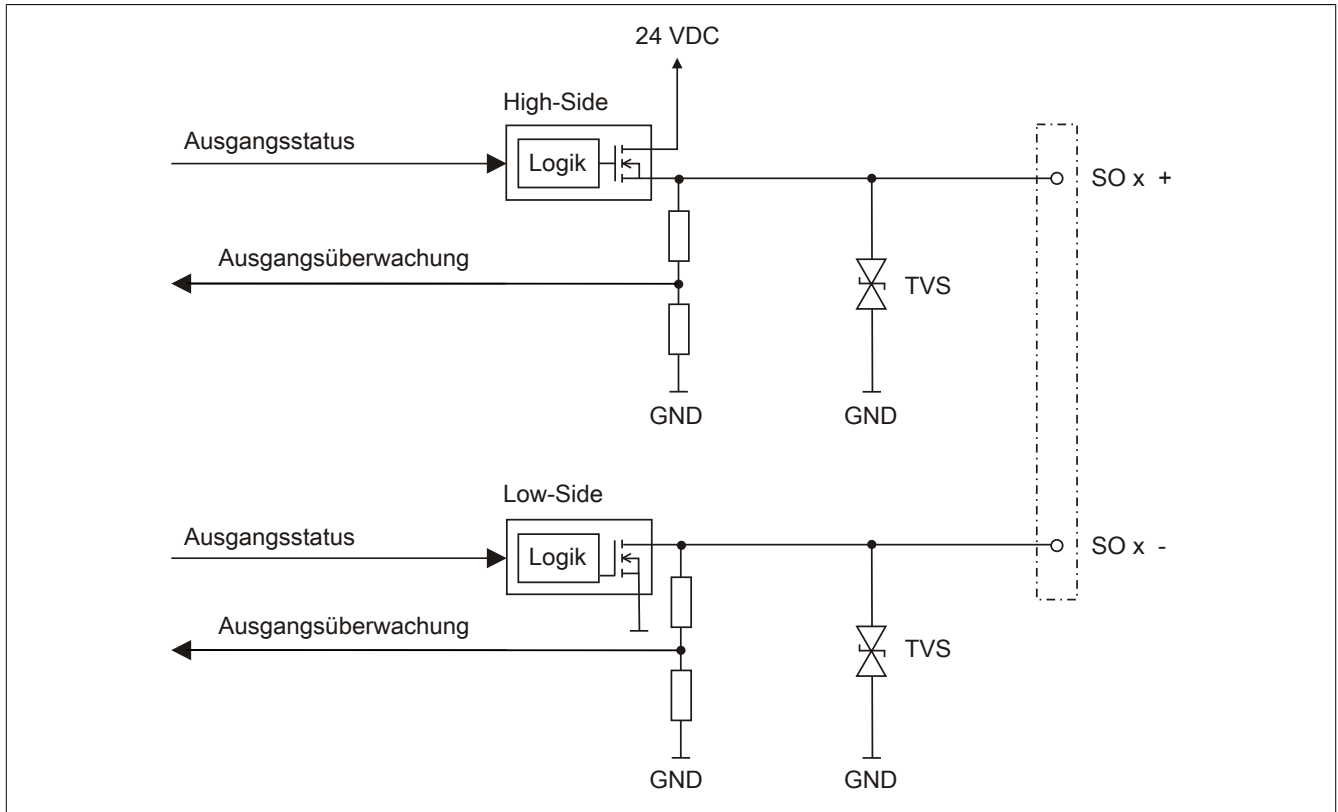 24 VDC
High-Side
Ausgangsstatus
Logik
SO x +
Ausgangsüberwachung
TVS
GND
GND
Low-Side
Ausgangsstatus
Logik
SO x -
Ausgangsüberwachung
TVS
GND
GND